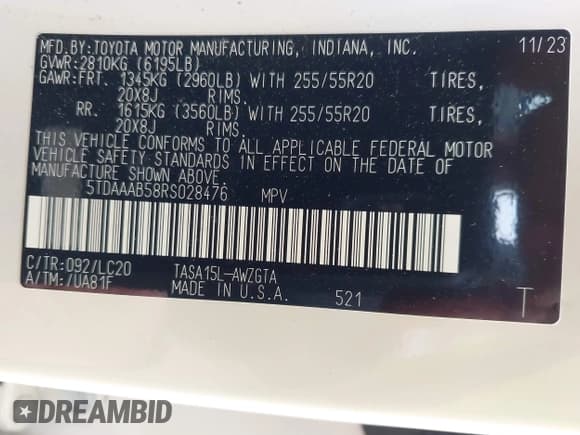 MFD.BY:TOYOTA MOTOR MANUFACTURING, INDIANA, INC. 11/23
GVWR:2810KG (6195LB)
GAWR:FRT. 1345KG (2960LB) WITH 255/55R20 TIRES,
20X8J RIMS.
RR. 1615KG (3560LB) WITH 255/55R20 TIRES,
20X8J RIMS.
THIS VEHICLE CONFORMS TO ALL APPLICABLE FEDERAL MOTOR
VEHICLE SAFETY STANDARDS IN EFFECT ON THE DATE OF
MANUFACTURE SHOWN ABOVE.
5TDAAAB58RS028476 MPV
C/TR:092/LC20 TASA15L-AWZGTA
A/TM:/UA81F MADE IN U.S.A. 521 T
DREAMBID